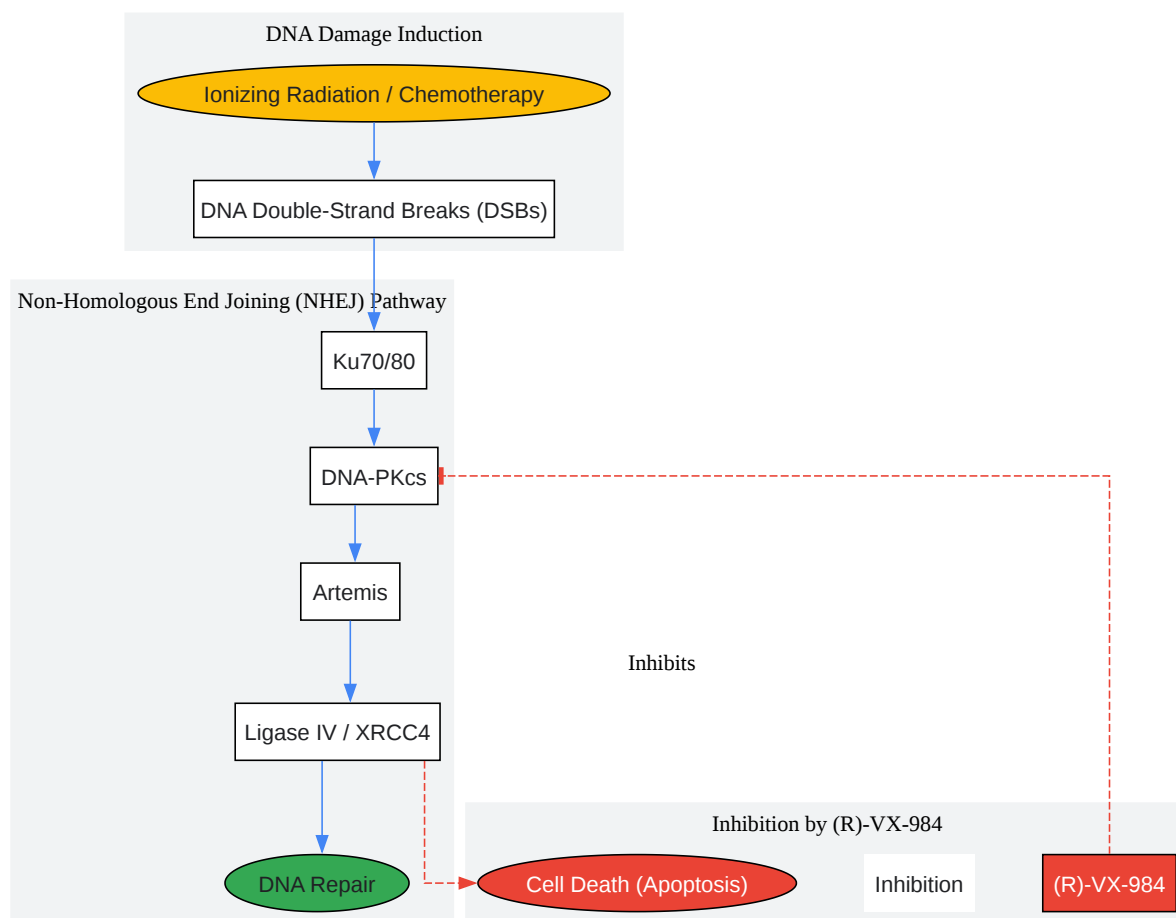 DNA Damage Induction
Ionizing Radiation / Chemotherapy
DNA Double-Strand Breaks (DSBs)
Non-Homologous End Joining (NHEJ) Pathway
Ku70/80
DNA-PKcs
Artemis
Inhibits
Ligase IV / XRCC4
Inhibition by (R)-VX-984
DNA Repair
Cell Death (Apoptosis)
Inhibition
(R)-VX-984